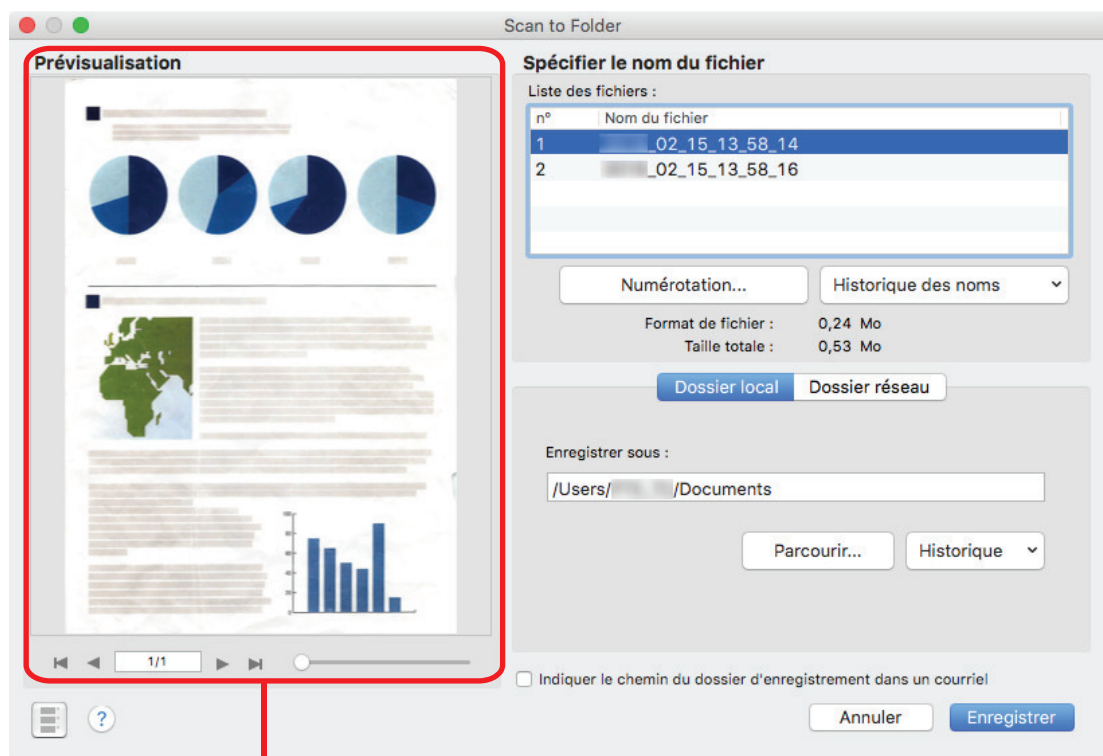 Scan to Folder
Prévisualisation
1/1
Spécifier le nom du fichier
Liste des fichiers :
n° Nom du fichier
1 _02_15_13_58_14
2 _02_15_13_58_16
Numérotation... Historique des noms
Format de fichier : 0,24 Mo
Taille totale : 0,53 Mo
Dossier local Dossier réseau
Enregistrer sous :
/Users/ /Documents
Parcourir... Historique
Indiquer le chemin du dossier d'enregistrement dans un courriel
? Annuler Enregistrer